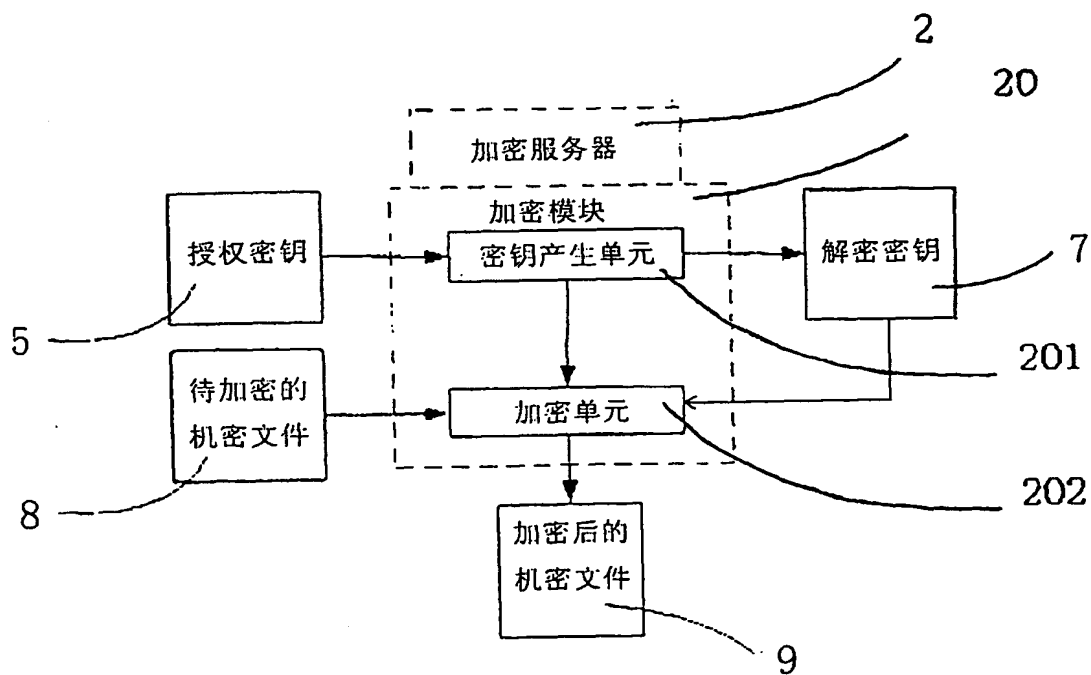 2
20
加密服务器
加密模块
授权密钥
密钥产生单元
解密密钥
7
5
201
待加密的
机密文件
加密单元
8
202
加密后的
机密文件
9